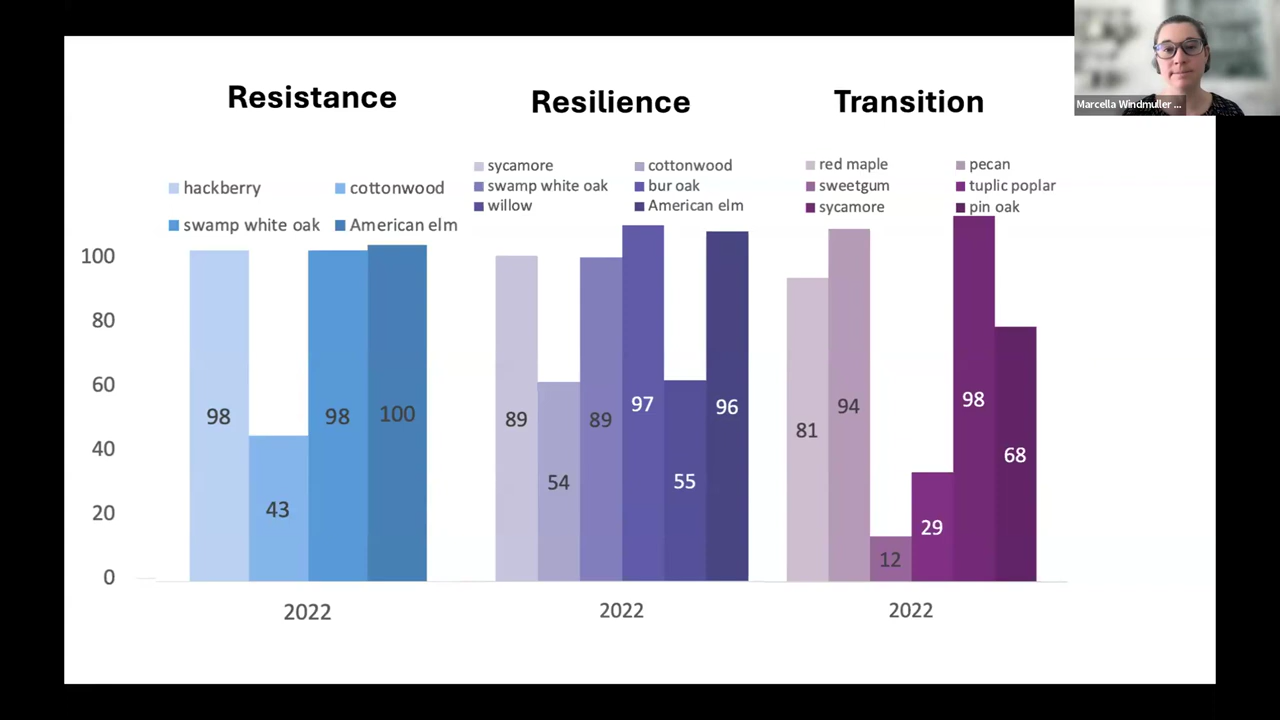 Marcella Windmuller ...
Resistance
Resilience
Transition
hackberry
cottonwood
swamp white oak
American elm
sycamore
cottonwood
swamp white oak
bur oak
willow
American elm
red maple
pecan
sweetgum
tuplic poplar
sycamore
pin oak
100
80
60
40
20
0
98
43
98
100
89
54
89
97
55
96
81
94
12
29
98
68
2022
2022
2022